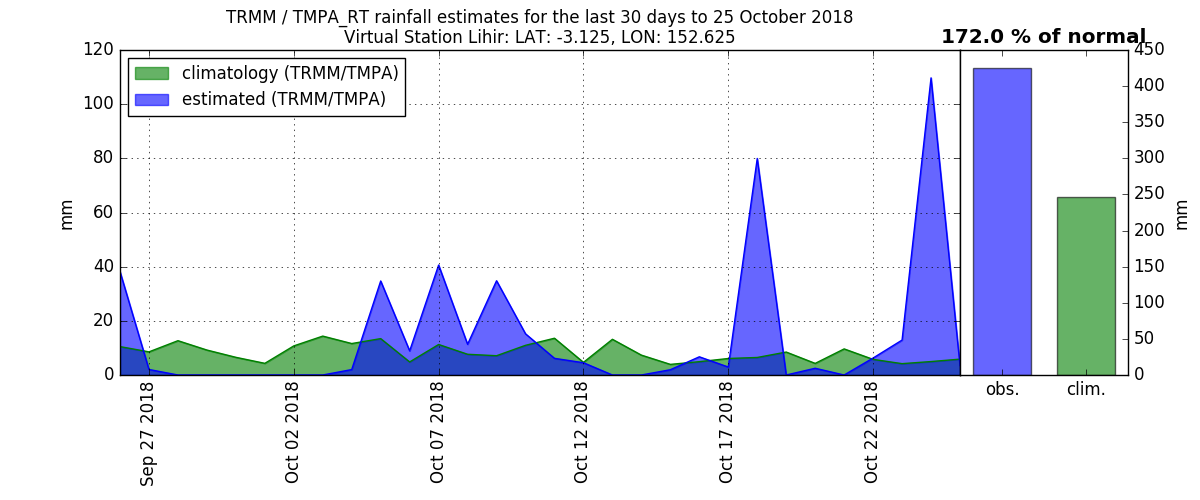 TRMM / TMPA_RT rainfall estimates for the last 30 days to 25 October 2018
Virtual Station Lihir: LAT: -3.125, LON: 152.625
172.0 % of normal
climatology (TRMM/TMPA)
estimated (TRMM/TMPA)
mm
120
100
80
60
40
20
0
Sep 27 2018
Oct 02 2018
Oct 07 2018
Oct 12 2018
Oct 17 2018
Oct 22 2018
obs.
clim.
450
400
350
300
250
200
150
100
50
0
mm